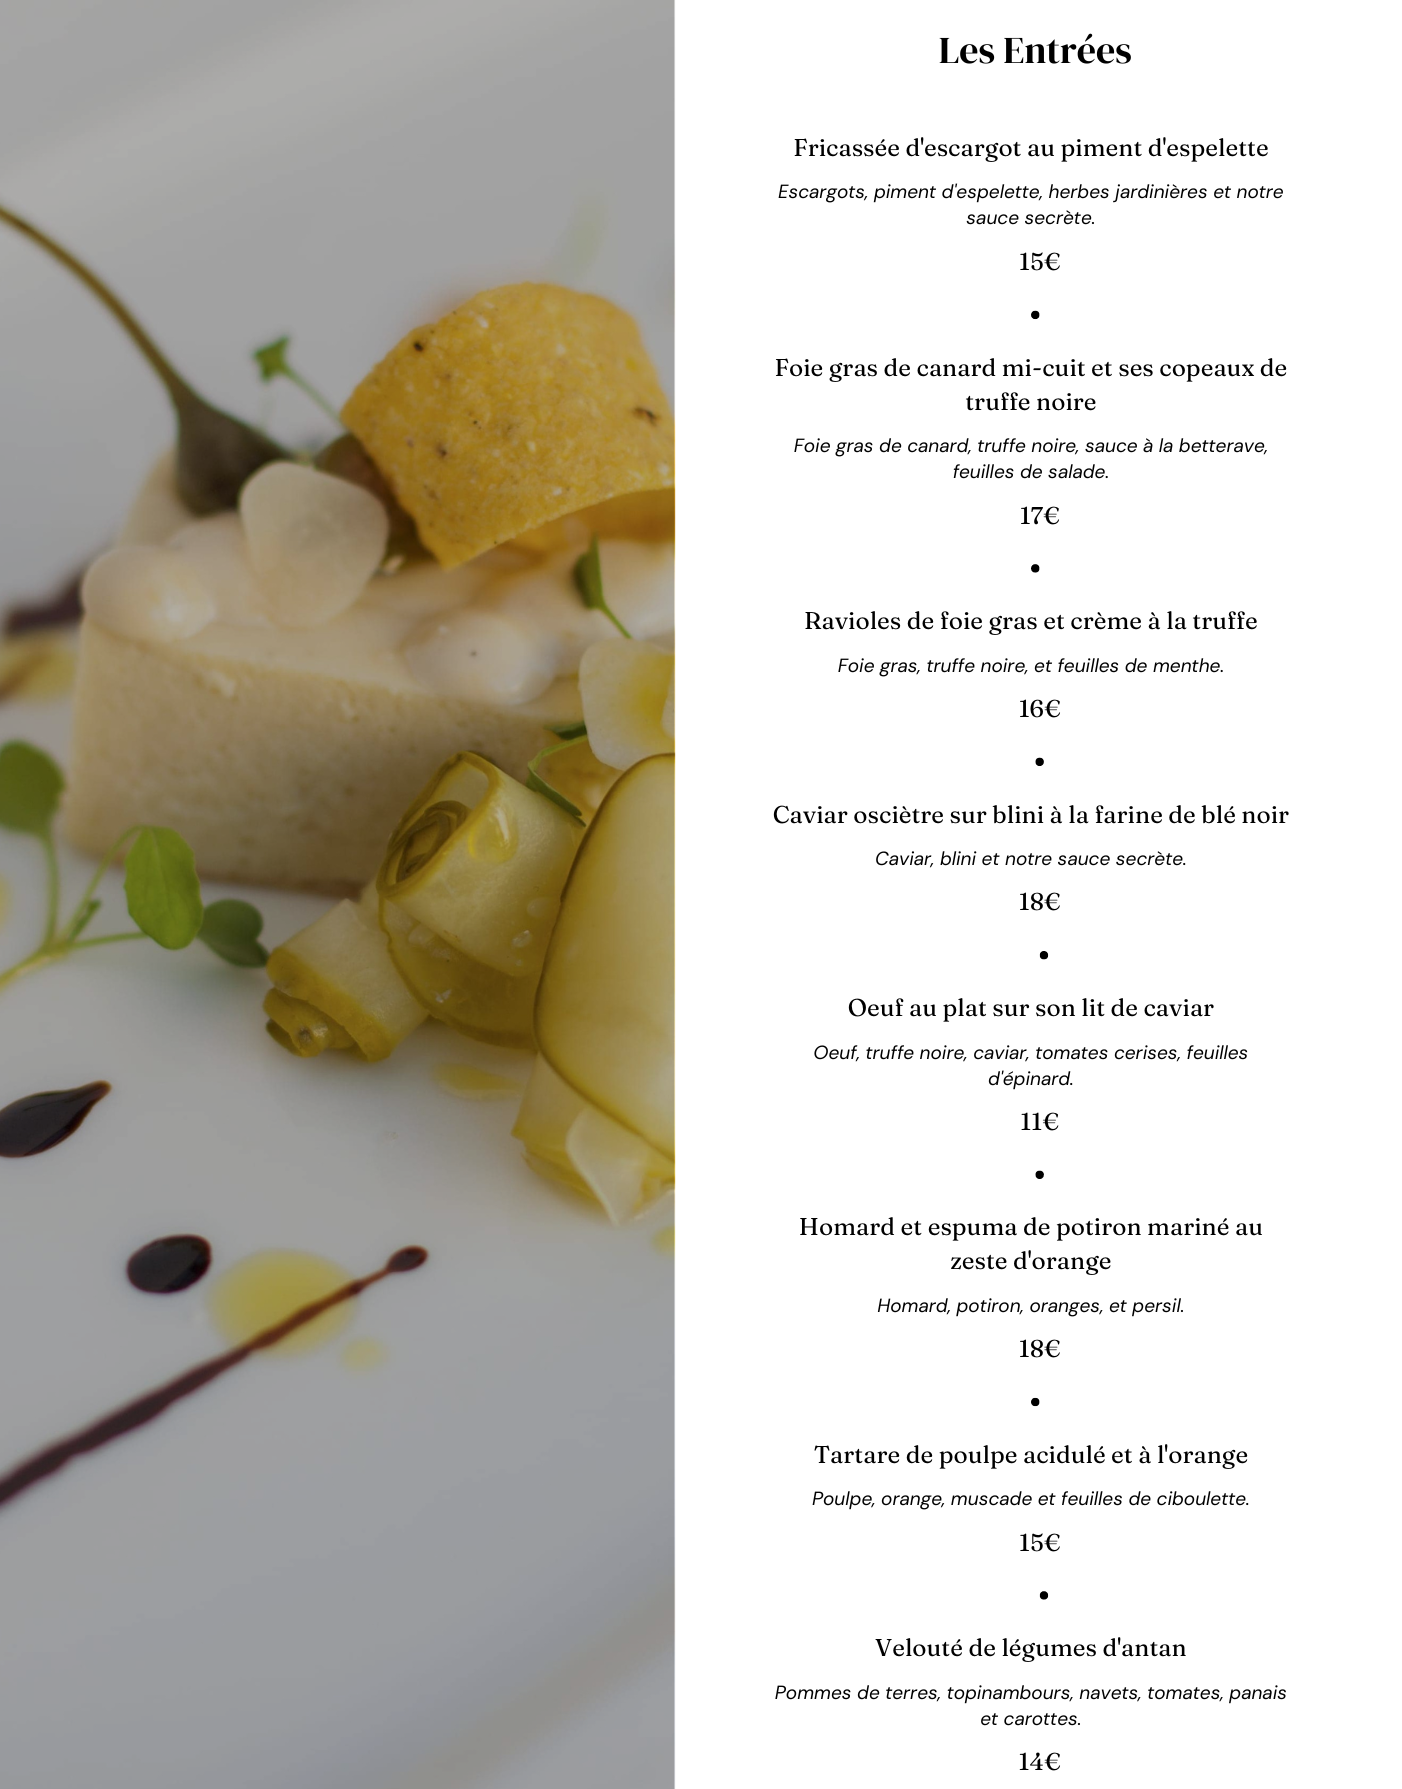 Les Entrées
Fricassée d'escargot au piment d'espelette
Escargots, piment d'espelette, herbes jardinières et notre
sauce secrète.
15€
Foie gras de canard mi-cuit et ses copeaux de
truffe noire
Foie gras de canard, truffe noire, sauce à la betterave,
feuilles de salade.
17€
Ravioles de foie gras et crème à la truffe
Foie gras, truffe noire, et feuilles de menthe.
16€
Caviar osciètre sur blini à la farine de blé noir
Caviar, blini et notre sauce secrète.
18€
Oeuf au plat sur son lit de caviar
Oeuf, truffe noire, caviar, tomates cerises, feuilles
d'épinard.
11€
Homard et espuma de potiron mariné au
zeste d'orange
Homard, potiron, oranges, et persil.
18€
Tartare de poulpe acidulé et à l'orange
Poulpe, orange, muscade et feuilles de ciboulette.
15€
Velouté de légumes d'antan
Pommes de terres, topinambours, navets, tomates, panais
et carottes.
14€